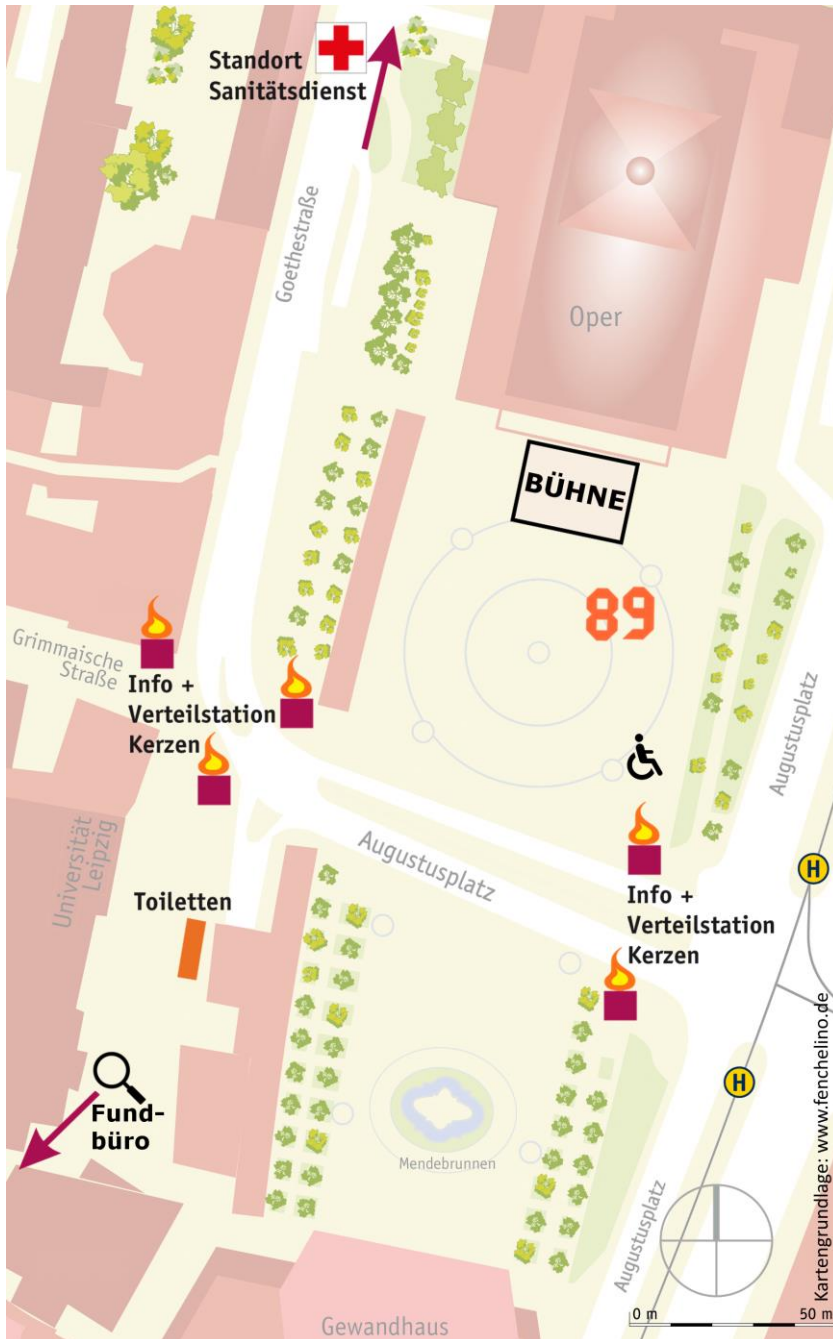 Standort
Sanitätsdienst
Goethestraße
Oper
BÜHNE
89
Grimmaische
Straße
Info +
Verteilstation
Kerzen
Augustusplatz
Universität
Leipzig
Augustusplatz
Toiletten
H
Info +
Verteilstation
Kerzen
Fund-
büro
H
Mendebrunnen
Augustusplatz
Gewandhaus
0 m
50 m
Kartengrundlage: www.fenchelino.de